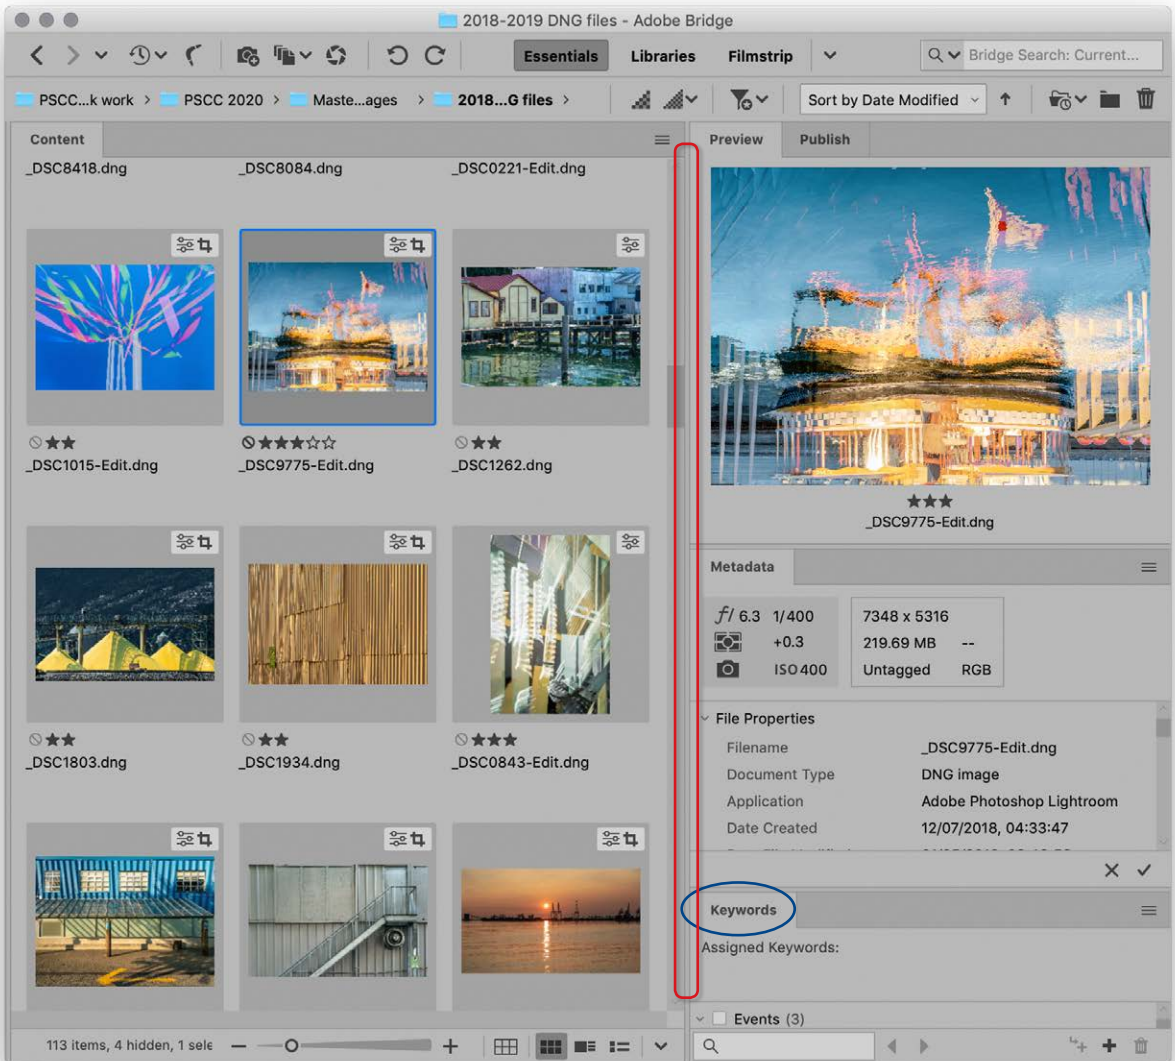 2018-2019 DNG files - Adobe Bridge
Essentials Libraries Filmstrip Bridge Search: Current...
PSCC...k work > PSCC 2020 > Maste...ages > 2018...G files > Sort by Date Modified
Content
_DSC8418.dng _DSC8084.dng _DSC0221-Edit.dng
_DSC1015-Edit.dng _DSC9775-Edit.dng _DSC1262.dng
_DSC1803.dng _DSC1934.dng _DSC0843-Edit.dng
113 items, 4 hidden, 1 sele
Preview Publish
_DSC9775-Edit.dng
Metadata
f/ 6.3 1/400
+0.3
ISO400
7348 x 5316
219.69 MB --
Untagged RGB
File Properties
Filename _DSC9775-Edit.dng
Document Type DNG image
Application Adobe Photoshop Lightroom
Date Created 12/07/2018, 04:33:47
Keywords
Assigned Keywords:
Events (3)